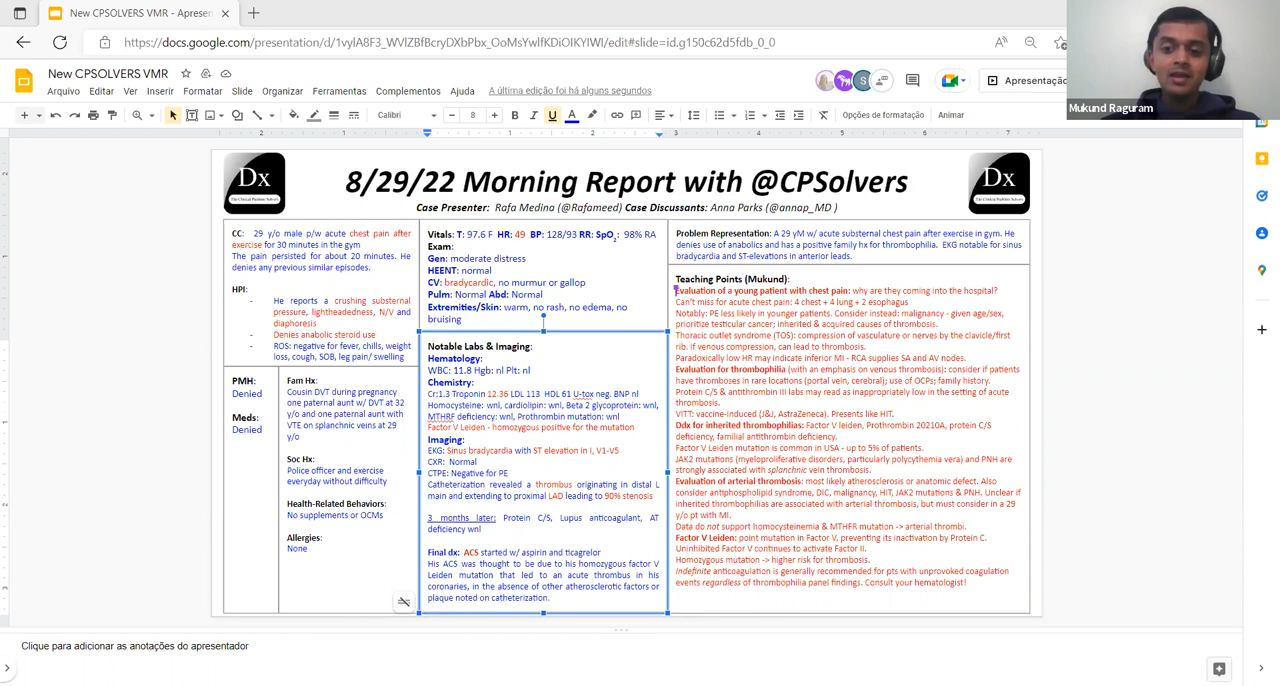 New CPSOLVERS VMR - Apresen
https://docs.google.com/presentation/d/1vylA8F3_WVlZBfBcryDXbPbx_OoMsYwlfKDiOIKYIWI/edit#slide=id.g150c62d5fdb_0_0
New CPSOLVERS VMR
Arquivo Editar Ver Inserir Formatar Slide Organizar Ferramentas Complementos Ajuda A última edição foi há alguns segundos
S
Apresentação
Mukund Raguram
Calibri 8 B I U A Opções de formatação Animar
2 1 1 2 3 4 5 6 7
Dx
The Clinical Problem Solvers
8/29/22 Morning Report with @CPSolvers
Case Presenter: Rafa Medina (@Rafameed) Case Discussants: Anna Parks (@annap_MD )
Dx
The Clinical Problem Solvers
CC: 29 y/o male p/w acute chest pain after
exercise for 30 minutes in the gym
The pain persisted for about 20 minutes. He
denies any previous similar episodes.
HPI:
- He reports a crushing substernal
pressure, lightheadedness, N/V and
diaphoresis
- Denies anabolic steroid use
- ROS: negative for fever, chills, weight
loss, cough, SOB, leg pain/ swelling
PMH:
Denied
Meds:
Denied
Fam Hx:
Cousin DVT during pregnancy
one paternal aunt w/ DVT at 32
y/o and one paternal aunt with
VTE on splanchnic veins at 29
y/o
Soc Hx:
Police officer and exercise
everyday without difficulty
Health-Related Behaviors:
No supplements or OCMs
Allergies:
None
Vitals: T: 97.6 F HR: 49 BP: 128/93 RR: SpO2: 98% RA
Exam:
Gen: moderate distress
HEENT: normal
CV: bradycardic, no murmur or gallop
Pulm: Normal Abd: Normal
Extremities/Skin: warm, no rash, no edema, no
bruising
Notable Labs & Imaging:
Hematology:
WBC: 11.8 Hgb: nl Plt: nl
Chemistry:
Cr:1.3 Troponin 12.36 LDL 113 HDL 61 U-tox neg. BNP nl
Homocysteine: wnl, cardiolipin: wnl, Beta 2 glycoprotein: wnl,
MTHRF deficiency: wnl, Prothrombin mutation: wnl
Factor V Leiden - homozygous positive for the mutation
Imaging:
EKG: Sinus bradycardia with ST elevation in I, V1-V5
CXR: Normal
CTPE: Negative for PE
Catheterization revealed a thrombus originating in distal L
main and extending to proximal LAD leading to 90% stenosis
3 months later: Protein C/S, Lupus anticoagulant, AT
deficiency wnl
Final dx: ACS started w/ aspirin and ticagrelor
His ACS was thought to be due to his homozygous factor V
Leiden mutation that led to an acute thrombus in his
coronaries, in the absence of other atherosclerotic factors or
plaque noted on catheterization.
Problem Representation: A 29 yM w/ acute substernal chest pain after exercise in gym. He
denies use of anabolics and has a positive family hx for thrombophilia. EKG notable for sinus
bradycardia and ST-elevations in anterior leads.
Teaching Points (Mukund):
Evaluation of a young patient with chest pain: why are they coming into the hospital?
Can't miss for acute chest pain: 4 chest + 4 lung + 2 esophagus
Notably: PE less likely in younger patients. Consider instead: malignancy - given age/sex,
prioritize testicular cancer; inherited & acquired causes of thrombosis.
Thoracic outlet syndrome (TOS): compression of vasculature or nerves by the clavicle/first
rib. if venous compression, can lead to thrombosis.
Paradoxically low HR may indicate inferior MI - RCA supplies SA and AV nodes.
Evaluation for thrombophilia (with an emphasis on venous thrombosis): consider if patients
have thromboses in rare locations (portal vein, cerebral); use of OCPs; family history.
Protein C/S & antithrombin III labs may read as inappropriately low in the setting of acute
thrombosis.
VITT: vaccine-induced (J&J, AstraZeneca). Presents like HIT.
Ddx for inherited thrombophilias: Factor V leiden, Prothrombin 20210A, protein C/S
deficiency, familial antithrombin deficiency.
Factor V Leiden mutation is common in USA - up to 5% of patients.
JAK2 mutations (myeloproliferative disorders, particularly polycythemia vera) and PNH are
strongly associated with splanchnic vein thrombosis.
Evaluation of arterial thrombosis: most likely atherosclerosis or anatomic defect. Also
consider antiphospholipid syndrome, DIC, malignancy, HIT, JAK2 mutations & PNH. Unclear if
inherited thrombophilias are associated with arterial thrombosis, but must consider in a 29
y/o pt with MI.
Data do not support homocysteinemia & MTHFR mutation -> arterial thrombi.
Factor V Leiden: point mutation in Factor V, preventing its inactivation by Protein C.
Uninhibited Factor V continues to activate Factor II.
Homozygous mutation -> higher risk for thrombosis.
Indefinite anticoagulation is generally recommended for pts with unprovoked coagulation
events regardless of thrombophilia panel findings. Consult your hematologist!
Clique para adicionar as anotações do apresentador